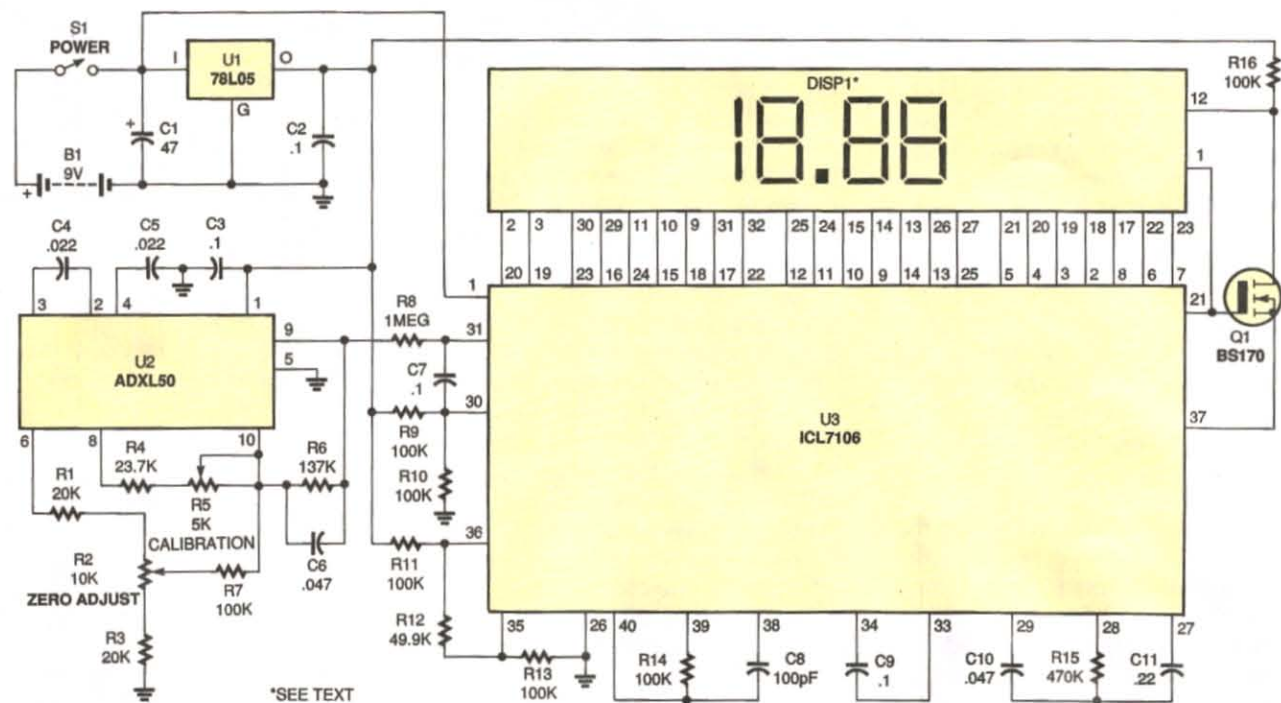 S1
POWER
I
U1
78L05
O
G
C1
47
+
C2
.1
B1
9V
+
R16
100K
DISP1*
18.88
12
1
2 3 30 29 11 10 9 31 32 25 24 15 14 13 26 27 21 20 19 18 17 22 23
20 19 23 16 24 15 18 17 22 12 11 10 9 14 13 25 5 4 3 2 8 6 7
C4
.022
C5
.022
C3
.1
3 2 4 1
U2
ADXL50
9
5
6 8 10
R1
20K
R4
23.7K
R5
5K
CALIBRATION
R6
137K
C6
.047
R2
10K
ZERO ADJUST
R7
100K
R3
20K
R8
1MEG
C7
.1
R9
100K
R10
100K
R11
100K
R12
49.9K
R13
100K
1
31
30
36
U3
ICL7106
21
37
Q1
BS170
35 26 40 39 38 34 33 29 28 27
R14
100K
C8
100pF
C9
.1
C10
.047
R15
470K
C11
.22
*SEE TEXT